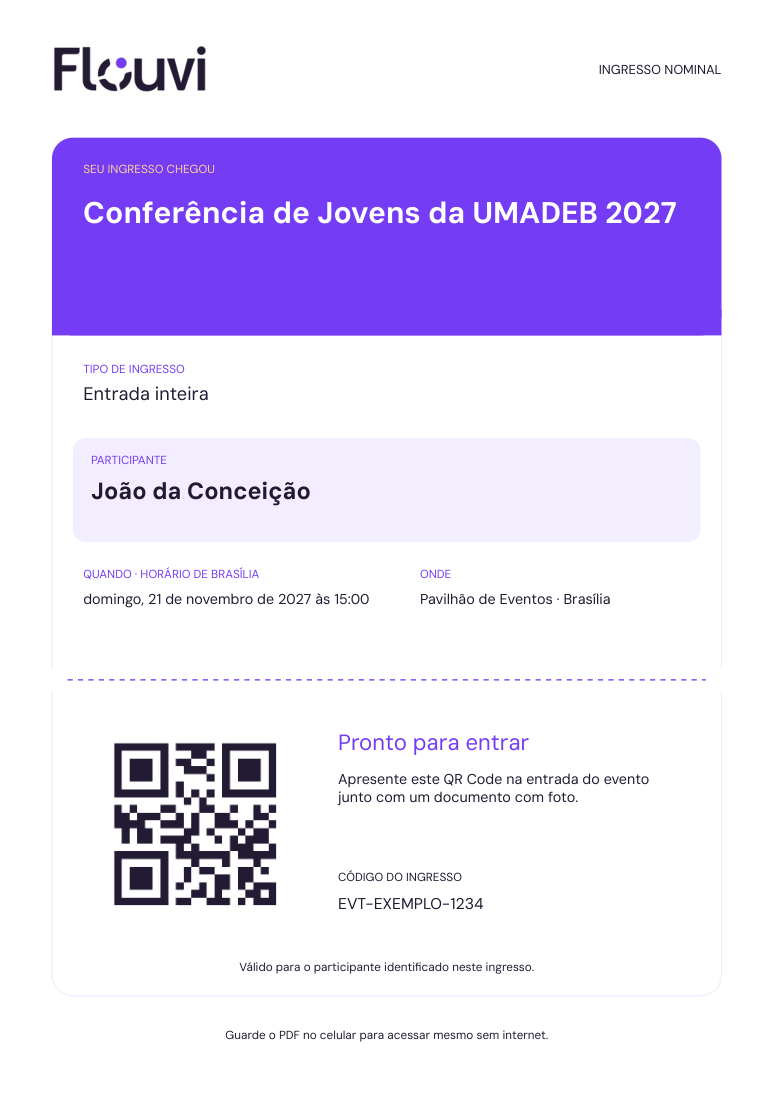 Flouvi
INGRESSO NOMINAL
SEU INGRESSO CHEGOU
Conferência de Jovens da UMADEB 2027
TIPO DE INGRESSO
Entrada inteira
PARTICIPANTE
João da Conceição
QUANDO · HORÁRIO DE BRASÍLIA
domingo, 21 de novembro de 2027 às 15:00
ONDE
Pavilhão de Eventos · Brasília
Pronto para entrar
Apresente este QR Code na entrada do evento
junto com um documento com foto.
CÓDIGO DO INGRESSO
EVT-EXEMPLO-1234
Válido para o participante identificado neste ingresso.
Guarde o PDF no celular para acessar mesmo sem internet.